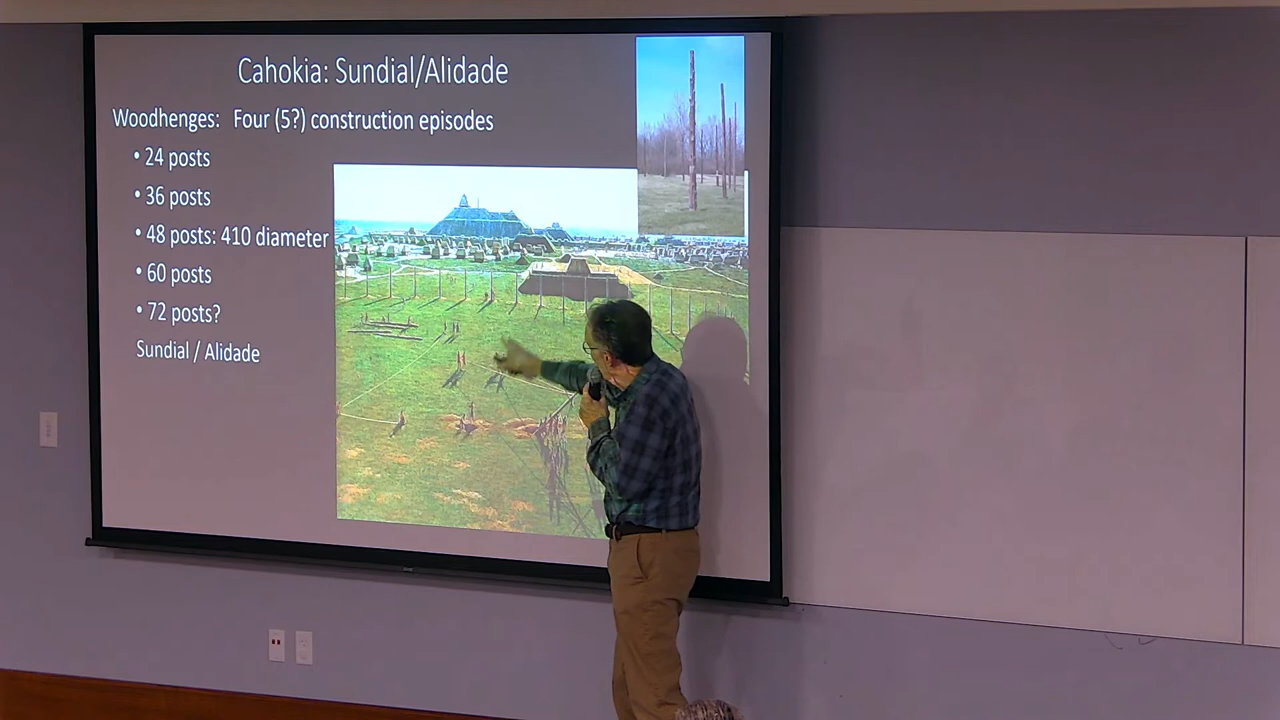 Cahokia: Sundial/Alidade
Woodhenges: Four (5?) construction episodes
• 24 posts
• 36 posts
• 48 posts: 410 diameter
• 60 posts
• 72 posts?
Sundial / Alidade